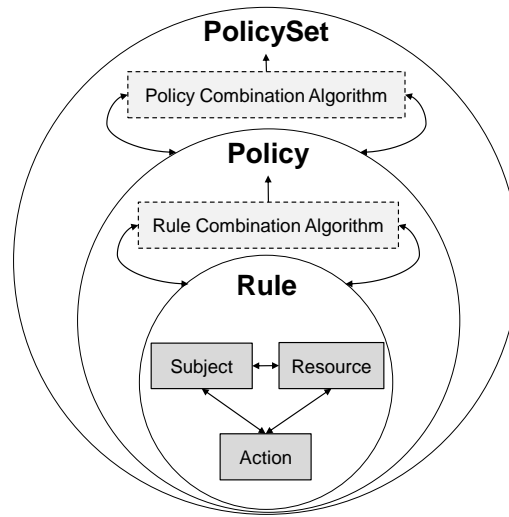 PolicySet
Policy Combination Algorithm
Policy
Rule Combination Algorithm
Rule
Subject
Resource
Action